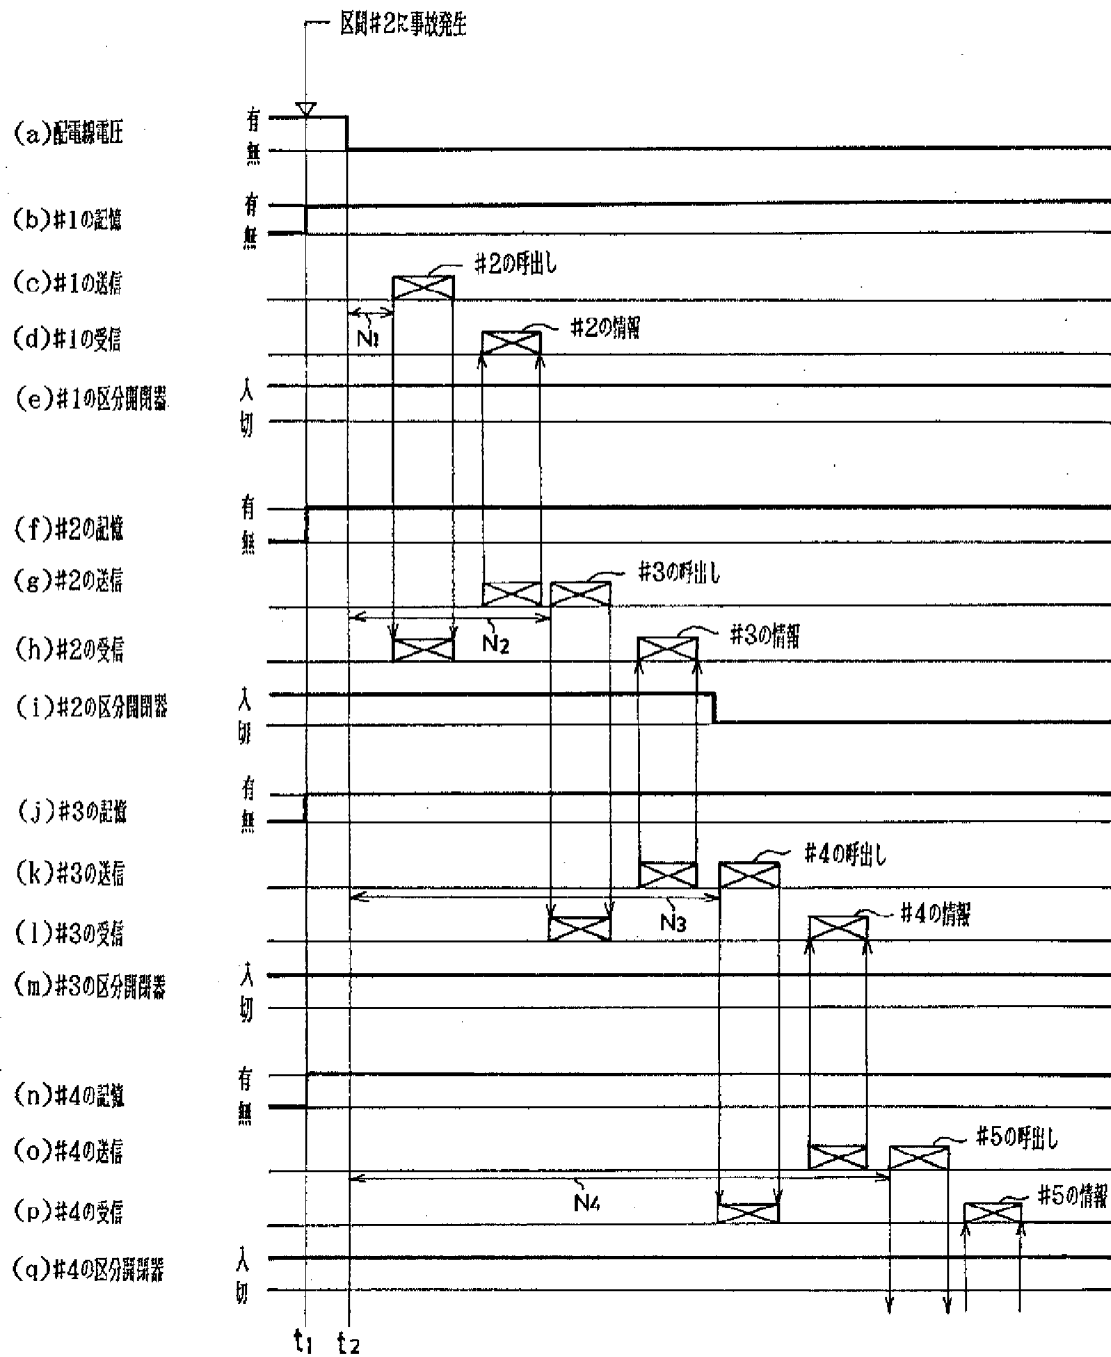 区間#2に事故発生
(a)配電線電圧
有
無
(b)#1の記憶
有
無
(c)#1の送信
#2の呼出し
N1
(d)#1の受信
#2の情報
(e)#1の区分開閉器
入
切
(f)#2の記憶
有
無
(g)#2の送信
#3の呼出し
N2
(h)#2の受信
#3の情報
(i)#2の区分開閉器
入
切
(j)#3の記憶
有
無
(k)#3の送信
#4の呼出し
N3
(l)#3の受信
#4の情報
(m)#3の区分開閉器
入
切
(n)#4の記憶
有
無
(o)#4の送信
#5の呼出し
N4
(p)#4の受信
#5の情報
(q)#4の区分開閉器
入
切
t1 t2